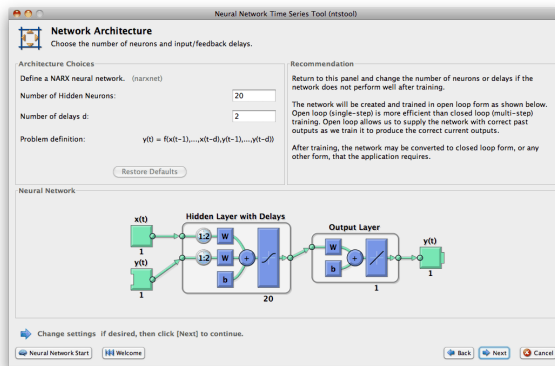 Neural Network Time Series Tool (ntstool)
Network Architecture
Choose the number of neurons and input/feedback delays.
Architecture Choices
Define a NARX neural network. (narxnet)
Number of Hidden Neurons: 20
Number of delays d: 2
Problem definition: y(t) = f(x(t-1),...,x(t-d),y(t-1),...,y(t-d))
Restore Defaults
Recommendation
Return to this panel and change the number of neurons or delays if the
network does not perform well after training.
The network will be created and trained in open loop form as shown below.
Open loop (single-step) is more efficient than closed loop (multi-step)
training. Open loop allows us to supply the network with correct past
outputs as we train it to produce the correct current outputs.
After training, the network may be converted to closed loop form, or any
other form, that the application requires.
Neural Network
Hidden Layer with Delays
Output Layer
x(t)
1
y(t)
1
1:2 W
1:2 W
b
+
20
W
b
+
1
y(t)
1
Change settings if desired, then click [Next] to continue.
Neural Network Start
Welcome
Back
Next
Cancel